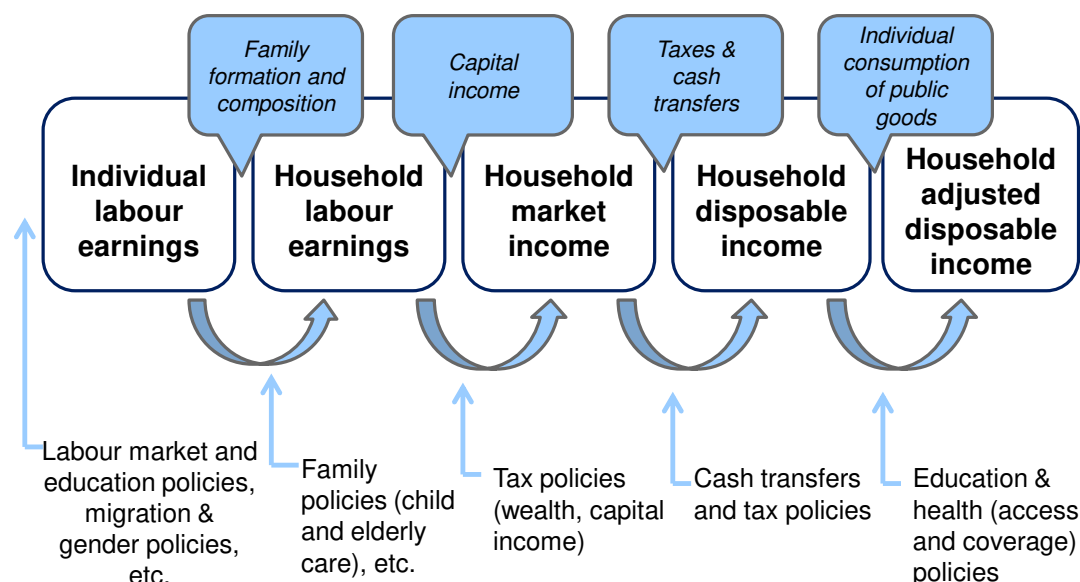 Family
formation and
composition
Capital
income
Taxes &
cash
transfers
Individual
consumption
of public
goods
Individual
labour
earnings
Household
labour
earnings
Household
market
income
Household
disposable
income
Household
adjusted
disposable
income
Labour market and
education policies,
migration &
gender policies,
etc.
Family
policies (child
and elderly
care), etc.
Tax policies
(wealth, capital
income)
Cash transfers
and tax policies
Education &
health (access
and coverage)
policies